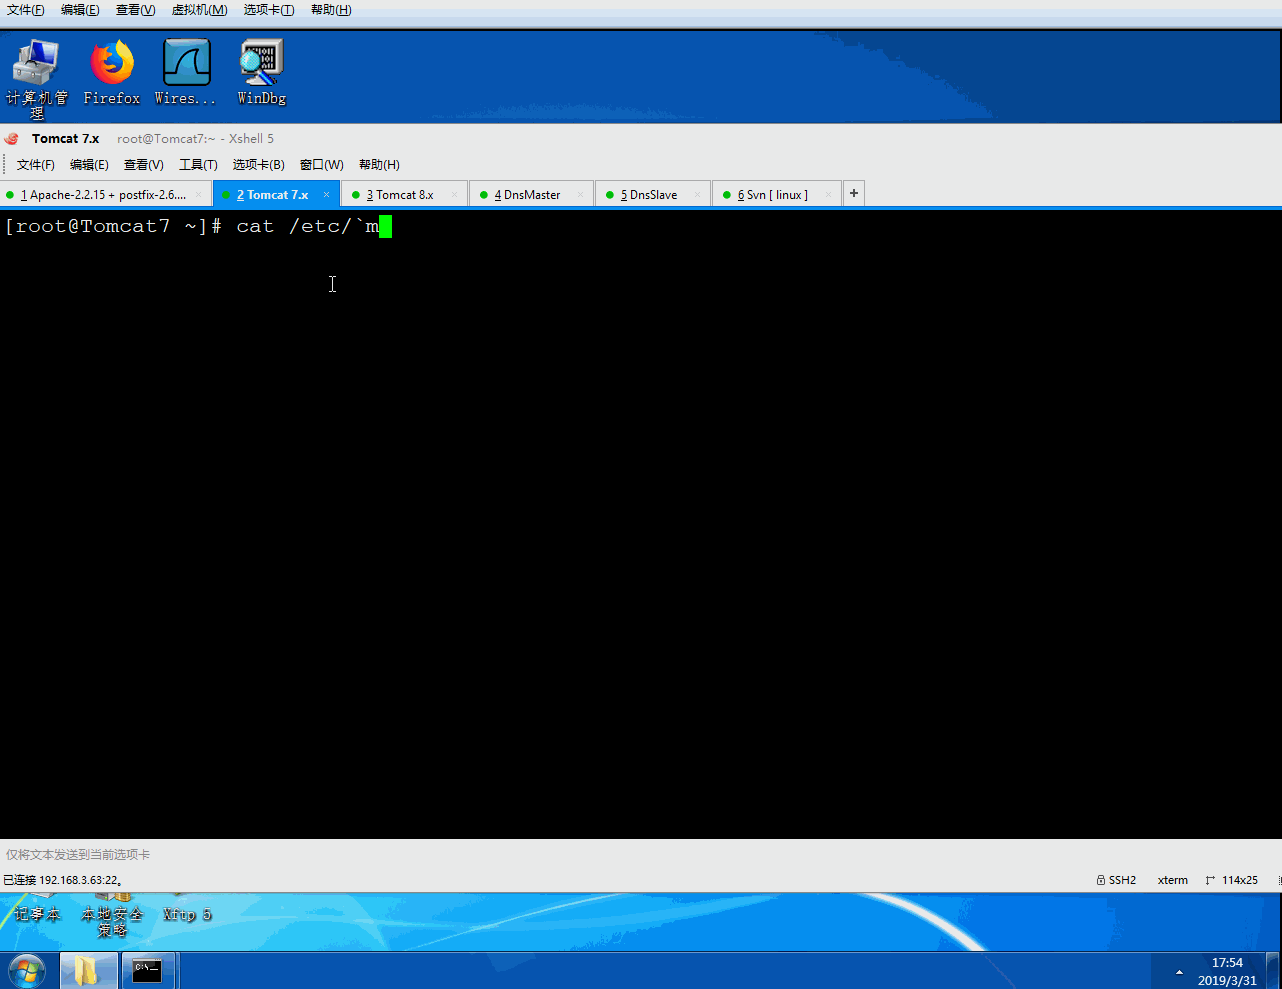 文件(F) 编辑(E) 查看(V) 虚拟机(M) 选项卡(T) 帮助(H)
计算机管理 Firefox Wires... WinDbg
Tomcat 7.x root@Tomcat7:~ - Xshell 5
文件(F) 编辑(E) 查看(V) 工具(T) 选项卡(B) 窗口(W) 帮助(H)
1 Apache-2.2.15 + postfix-2.6.... × 2 Tomcat 7.x × 3 Tomcat 8.x × 4 DnsMaster × 5 DnsSlave × 6 Svn [ linux ] × +
[root@Tomcat7 ~]# cat /etc/`m
仅将文本发送到当前选项卡
已连接 192.168.3.63:22。 SSH2 xterm 114x25
记事本 本地安全策略 Xftp 5
C:\
17:54
2019/3/31